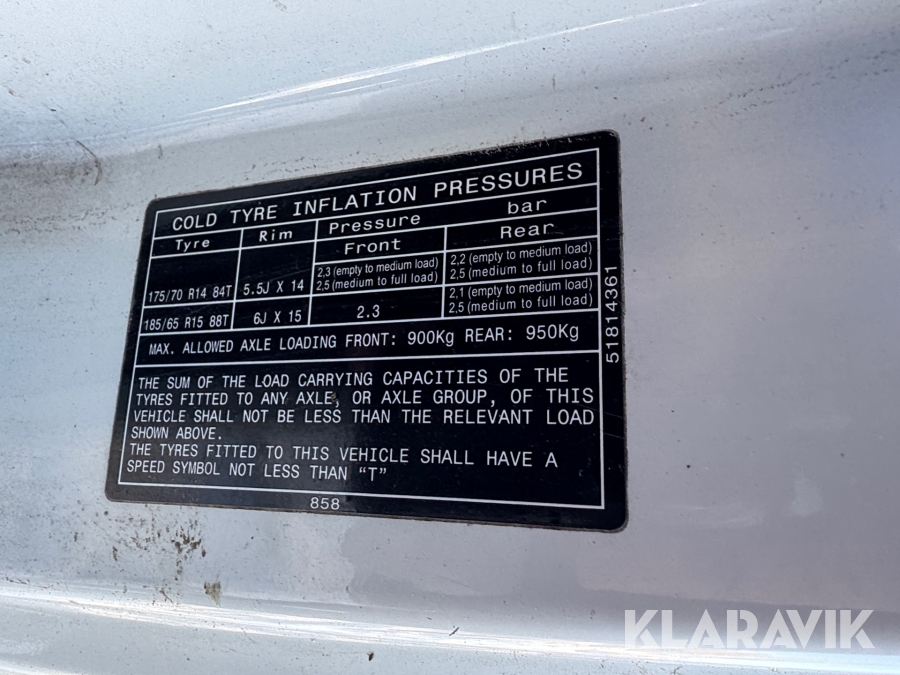 COLD TYRE INFLATION PRESSURES
Tyre Rim Pressure bar
Front Rear
175/70 R14 84T 5.5J X 14 2,3 (empty to medium load) 2,2 (empty to medium load)
2,5 (medium to full load) 2,5 (medium to full load)
185/65 R15 88T 6J X 15 2.3 2,1 (empty to medium load)
2,5 (medium to full load)
MAX. ALLOWED AXLE LOADING FRONT: 900Kg REAR: 950Kg
THE SUM OF THE LOAD CARRYING CAPACITIES OF THE
TYRES FITTED TO ANY AXLE, OR AXLE GROUP, OF THIS
VEHICLE SHALL NOT BE LESS THAN THE RELEVANT LOAD
SHOWN ABOVE.
THE TYRES FITTED TO THIS VEHICLE SHALL HAVE A
SPEED SYMBOL NOT LESS THAN “T”
858
51814361
KLARAVIK